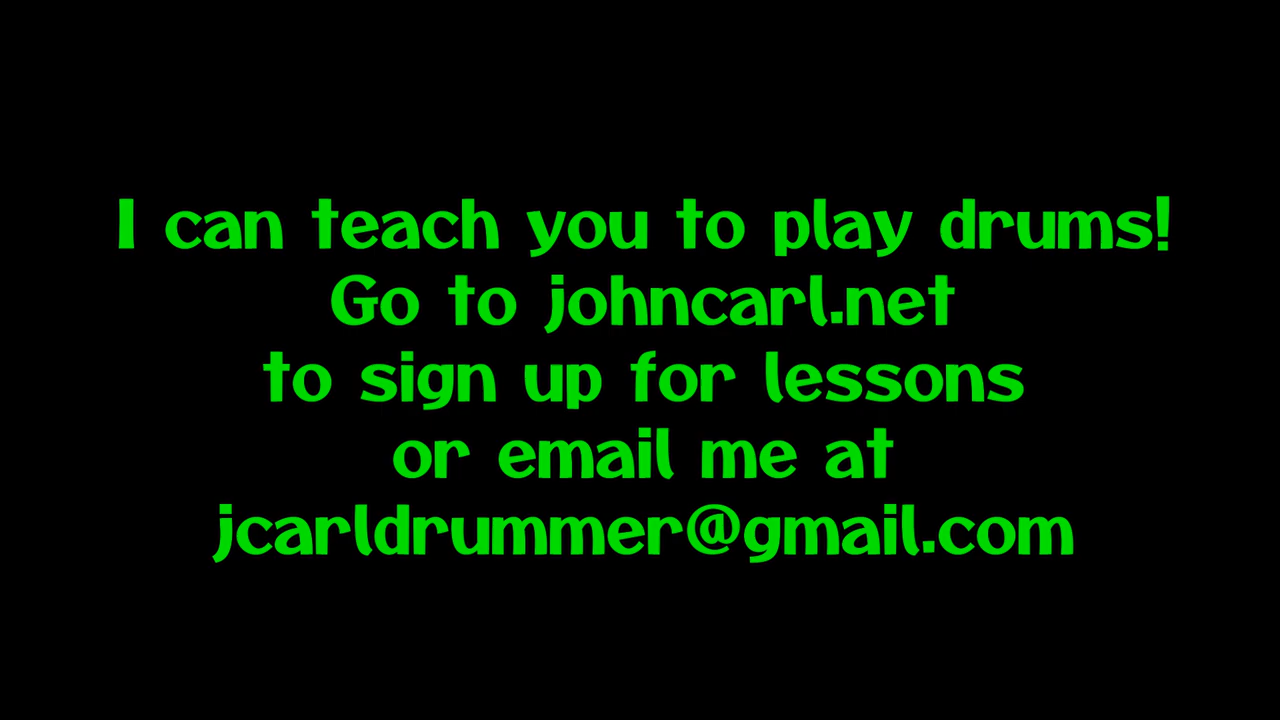 I can teach you to play drums!
Go to johncarl.net
to sign up for lessons
or email me at
jcarldrummer@gmail.com